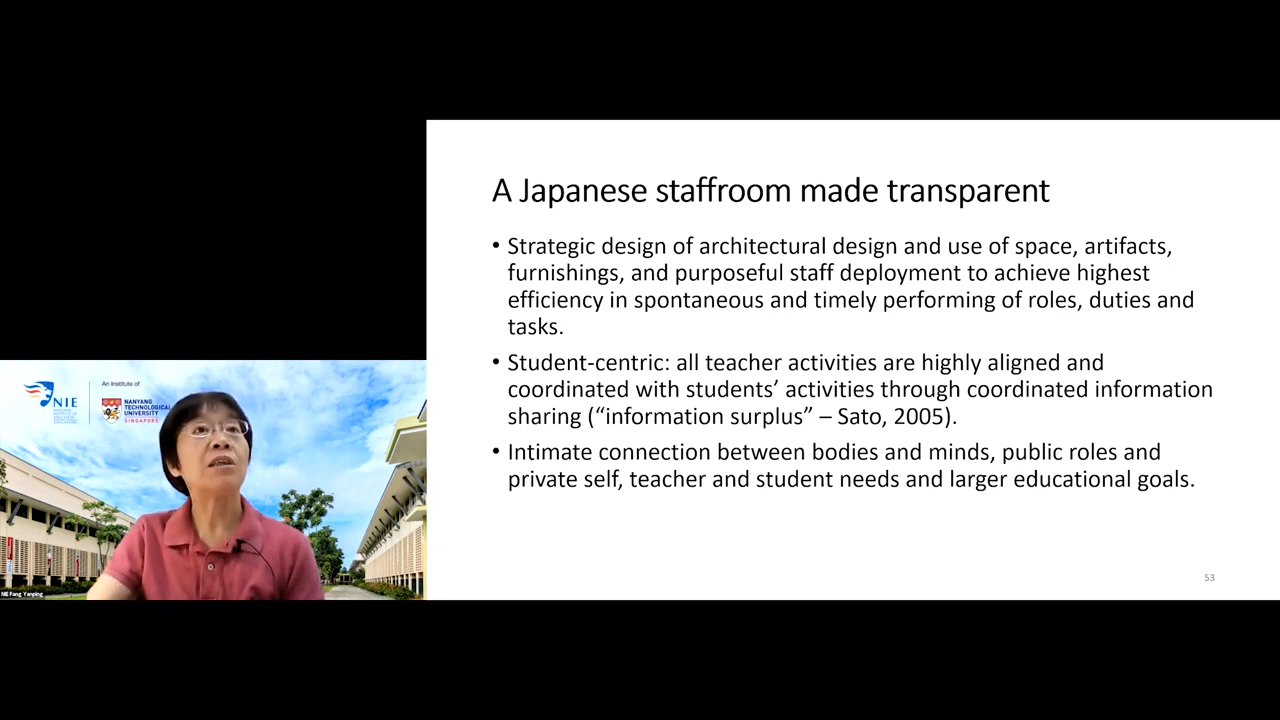 A Japanese staffroom made transparent
• Strategic design of architectural design and use of space, artifacts,
furnishings, and purposeful staff deployment to achieve highest
efficiency in spontaneous and timely performing of roles, duties and
tasks.
• Student-centric: all teacher activities are highly aligned and
coordinated with students’ activities through coordinated information
sharing (“information surplus” – Sato, 2005).
• Intimate connection between bodies and minds, public roles and
private self, teacher and student needs and larger educational goals.
53
An Institute of
NIE
NATIONAL
INSTITUTE OF
EDUCATION
NANYANG
TECHNOLOGICAL
UNIVERSITY
SINGAPORE
NIE Fang Yanping